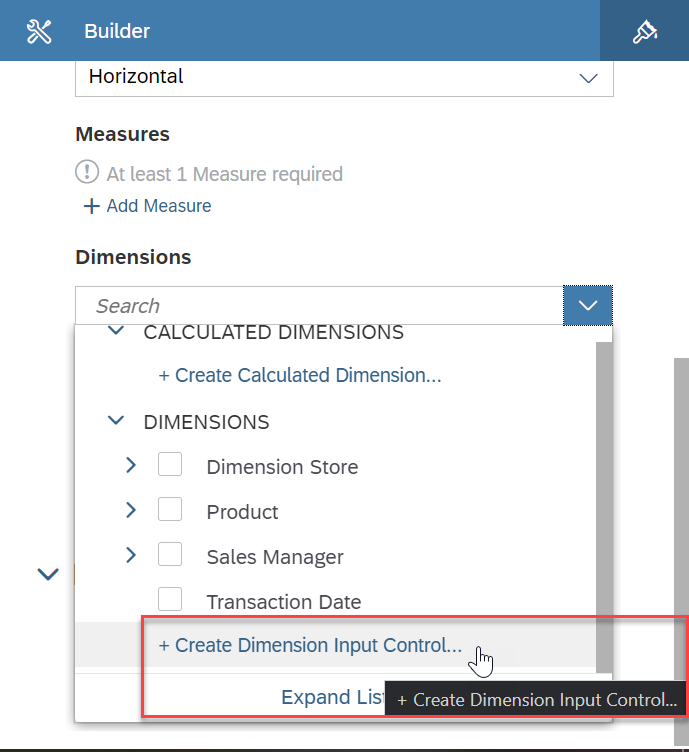 Builder
Horizontal
Measures
At least 1 Measure required
+ Add Measure
Dimensions
Search
CALCULATED DIMENSIONS
+ Create Calculated Dimension...
DIMENSIONS
Dimension Store
Product
Sales Manager
Transaction Date
+ Create Dimension Input Control...
Expand List
+ Create Dimension Input Control...